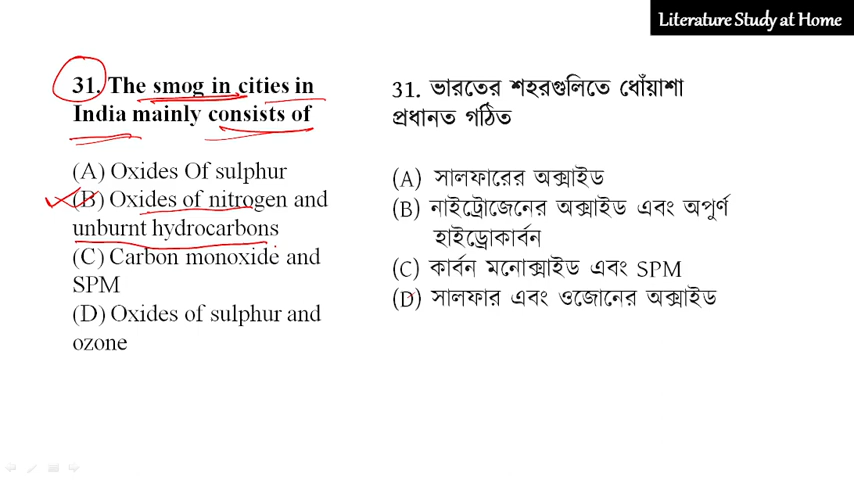 Literature Study at Home
31. The smog in cities in
India mainly consists of
(A) Oxides Of sulphur
(B) Oxides of nitrogen and
unburnt hydrocarbons
(C) Carbon monoxide and
SPM
(D) Oxides of sulphur and
ozone
31. ভারতের শহরগুলিতে ধোঁয়াশা
প্রধানত গঠিত
(A) সালফারের অক্সাইড
(B) নাইট্রোজেনের অক্সাইড এবং অপুর্ণ
হাইড্রোকার্বন
(C) কার্বন মনোক্সাইড এবং SPM
(D) সালফার এবং ওজোনের অক্সাইড